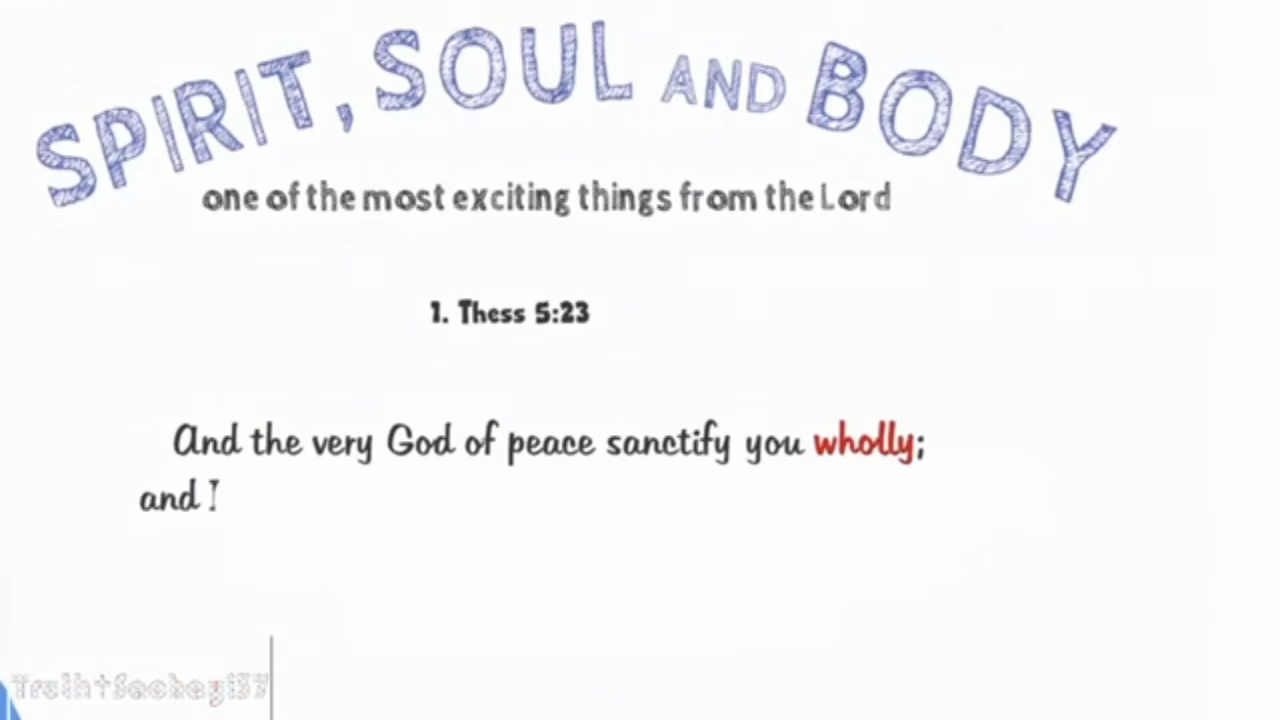 SPIRIT, SOUL AND BODY
one of the most exciting things from the Lord
1. Thess 5:23
And the very God of peace sanctify you wholly;
and I